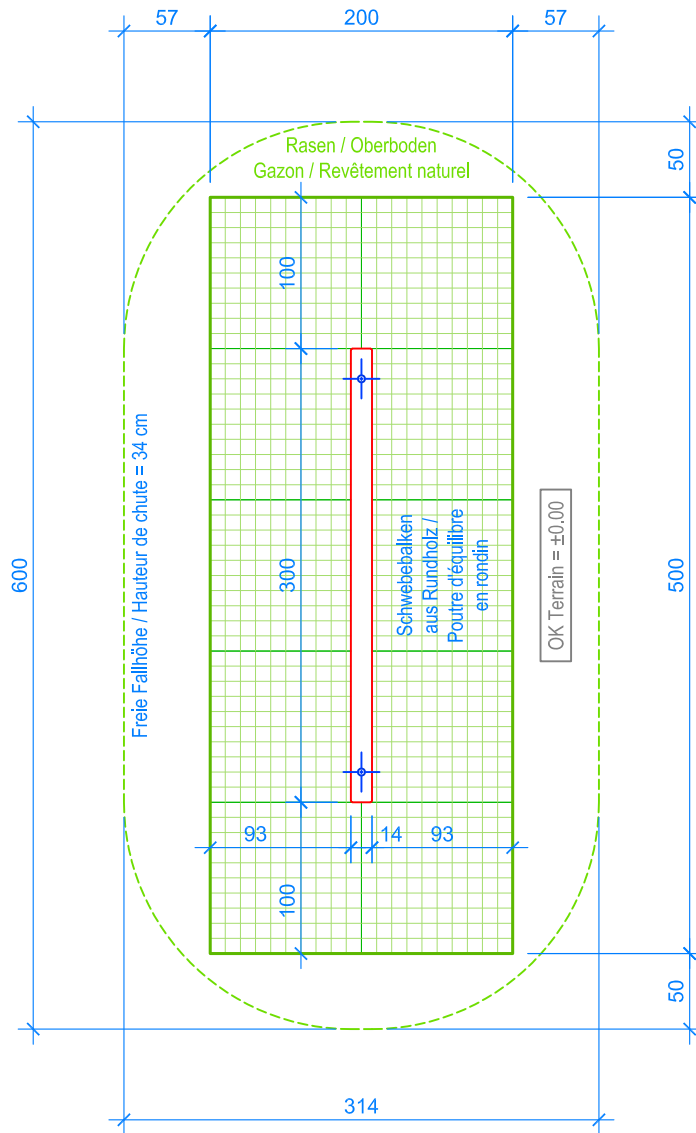 57
200
57
Rasen / Oberboden
Gazon / Revêtement naturel
50
100
Freie Fallhöhe / Hauteur de chute = 34 cm
600
300
Schwebebalken
aus Rundholz /
Poutre d'équilibre
en rondin
OK Terrain = ±0.00
500
93
14
93
100
50
314